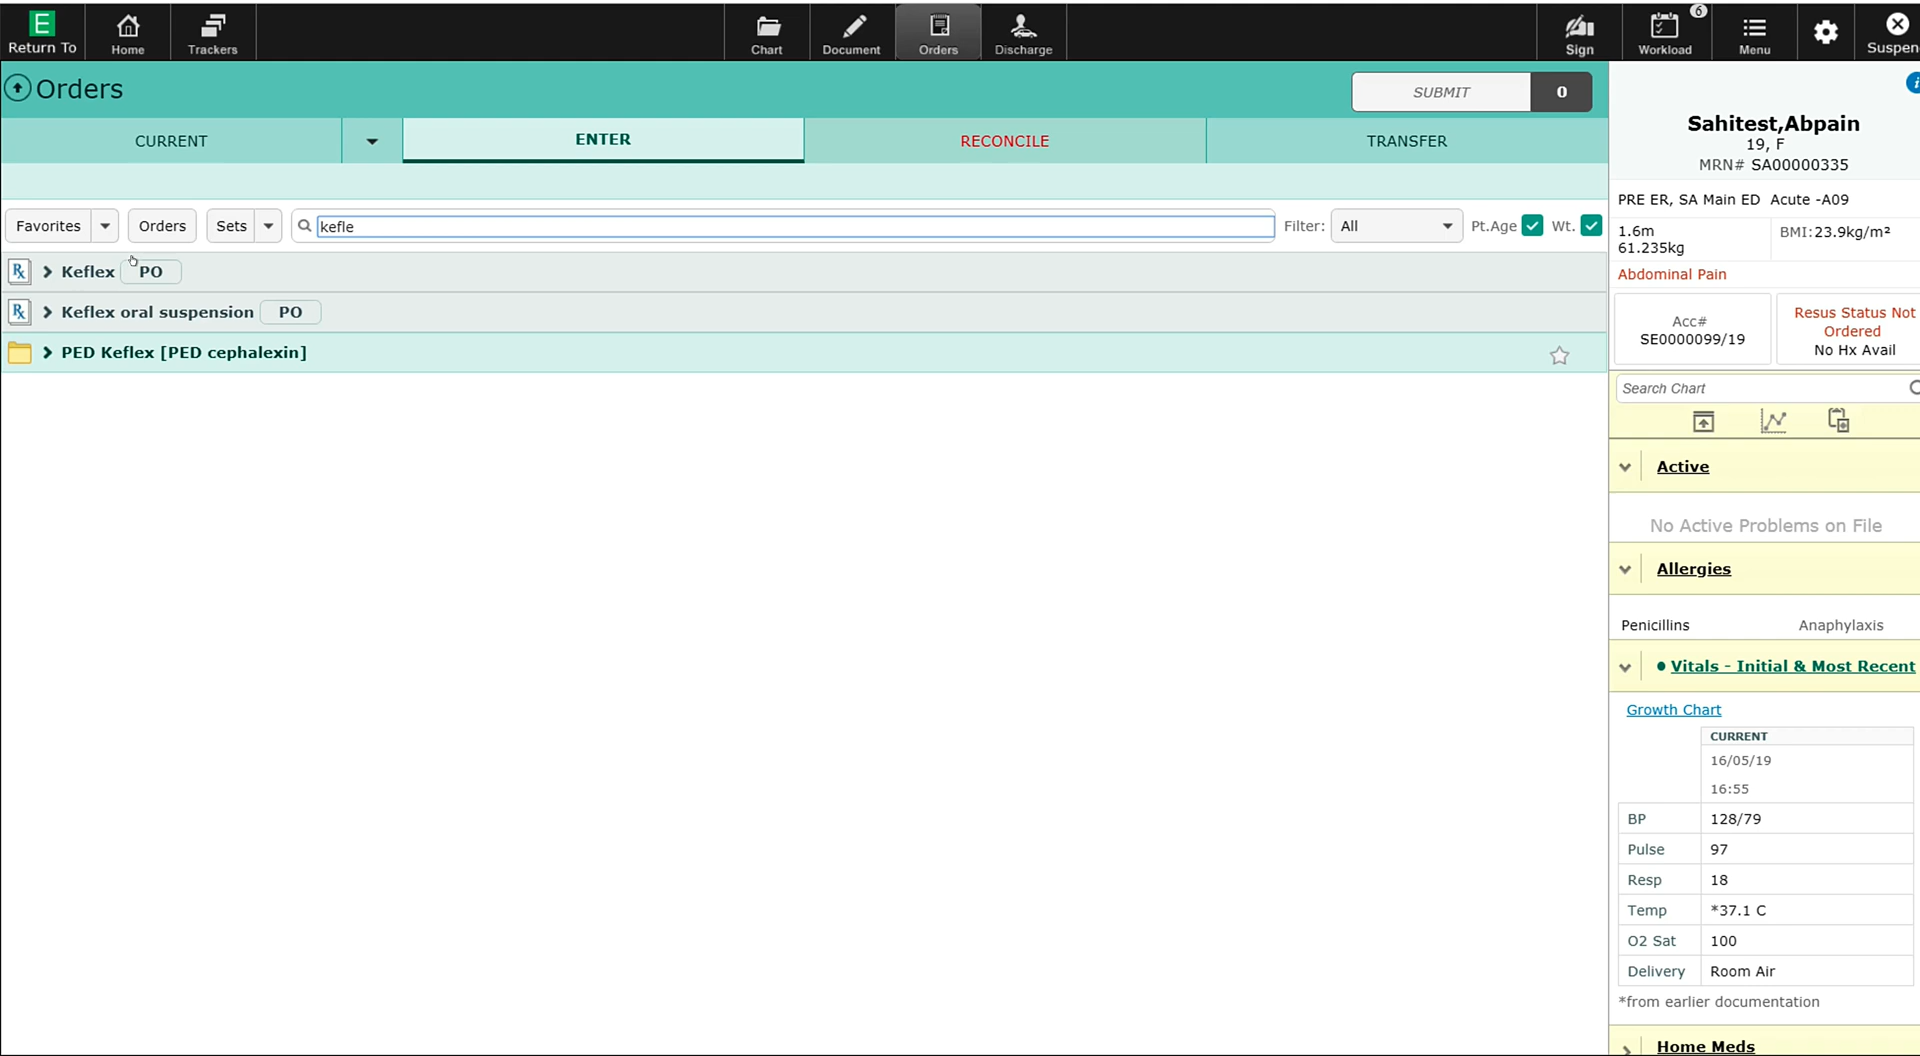 E
Return To
Home
Trackers
Chart
Document
Orders
Discharge
Sign
6
Workload
Menu
Suspen
Orders
SUBMIT
0
CURRENT
ENTER
RECONCILE
TRANSFER
Favorites
Orders
Sets
kefle
Filter:
All
Pt.Age
Wt.
Rx
Keflex
PO
Rx
Keflex oral suspension
PO
PED Keflex [PED cephalexin]
i
Sahitest,Abpain
19, F
MRN# SA00000335
PRE ER, SA Main ED Acute -A09
1.6m
61.235kg
BMI:23.9kg/m²
Abdominal Pain
Acc#
SE0000099/19
Resus Status Not
Ordered
No Hx Avail
Search Chart
Active
No Active Problems on File
Allergies
Penicillins Anaphylaxis
Vitals - Initial & Most Recent
Growth Chart
CURRENT
16/05/19
16:55
BP 128/79
Pulse 97
Resp 18
Temp *37.1 C
O2 Sat 100
Delivery Room Air
*from earlier documentation
Home Meds